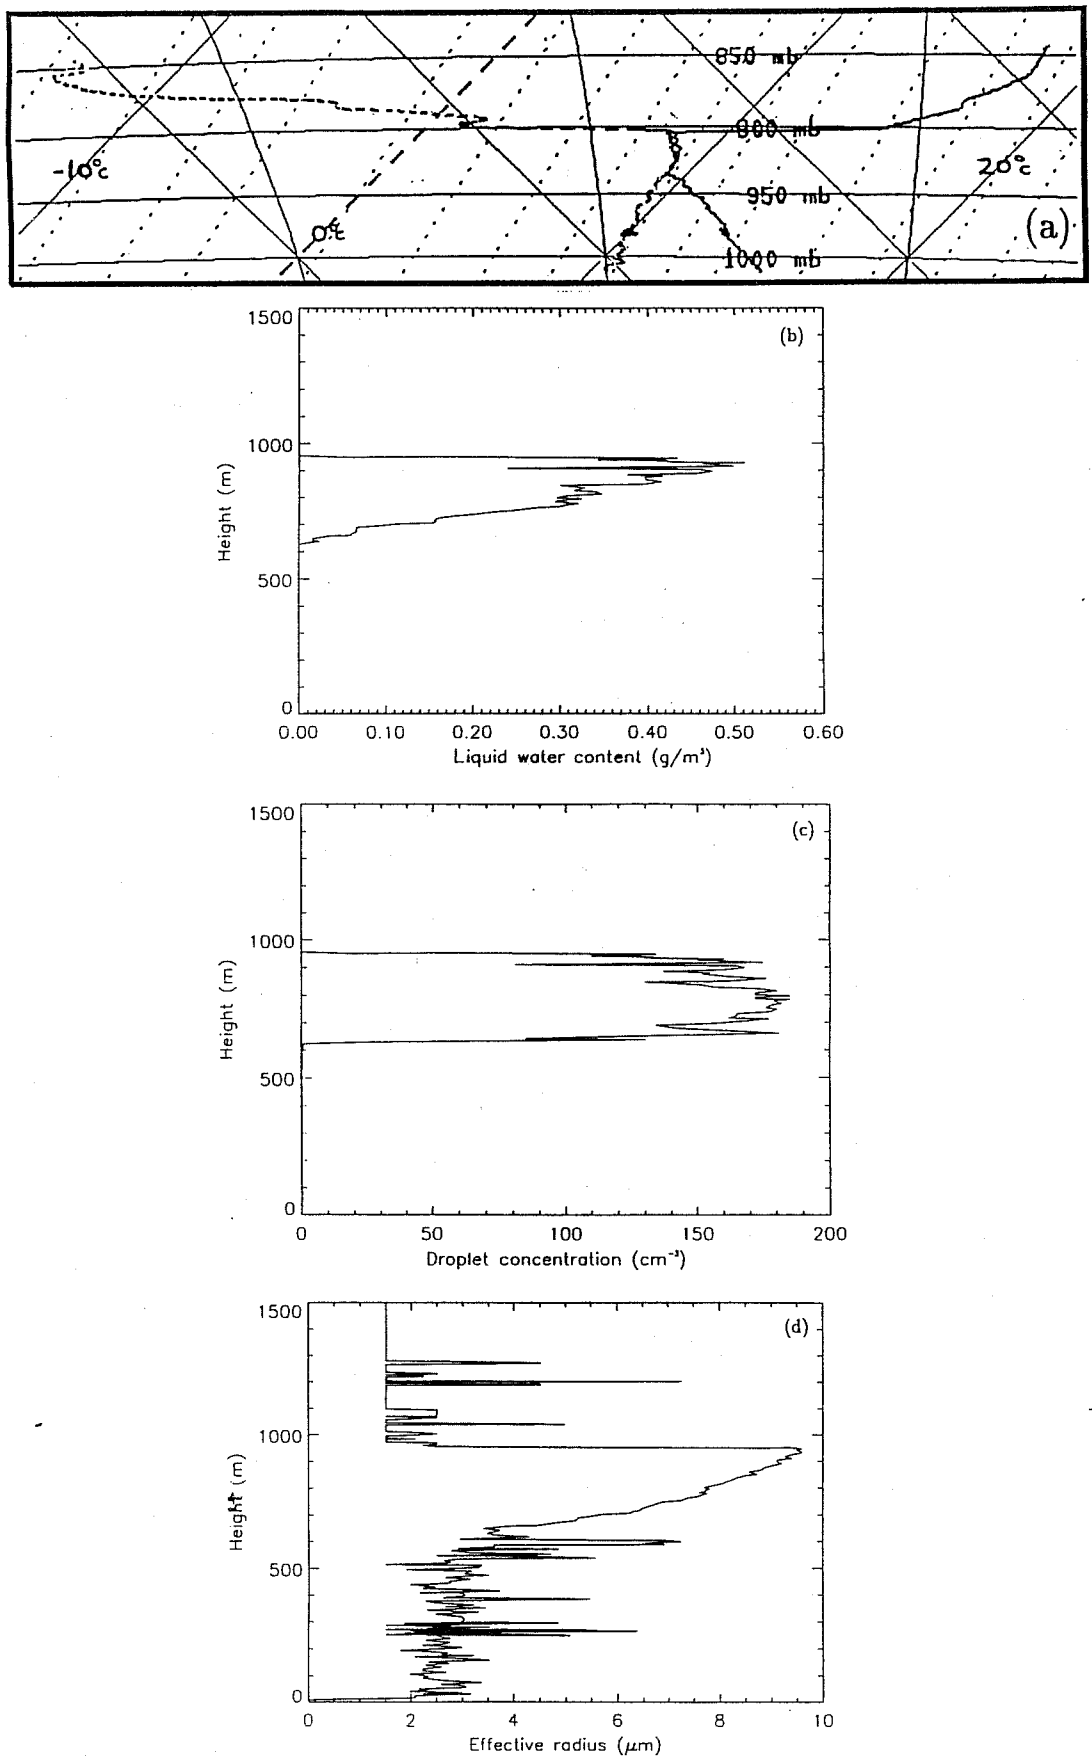 850 mb
900 mb
-10°c
20°c
950 mb
0°c
(a)
1000 mb
1500
(b)
1000
Height (m)
500
0
0.00 0.10 0.20 0.30 0.40 0.50 0.60
Liquid water content (g/m³)
1500
(c)
1000
Height (m)
500
0
0 50 100 150 200
Droplet concentration (cm⁻³)
1500
(d)
1000
Height (m)
500
0
0 2 4 6 8 10
Effective radius (μm)